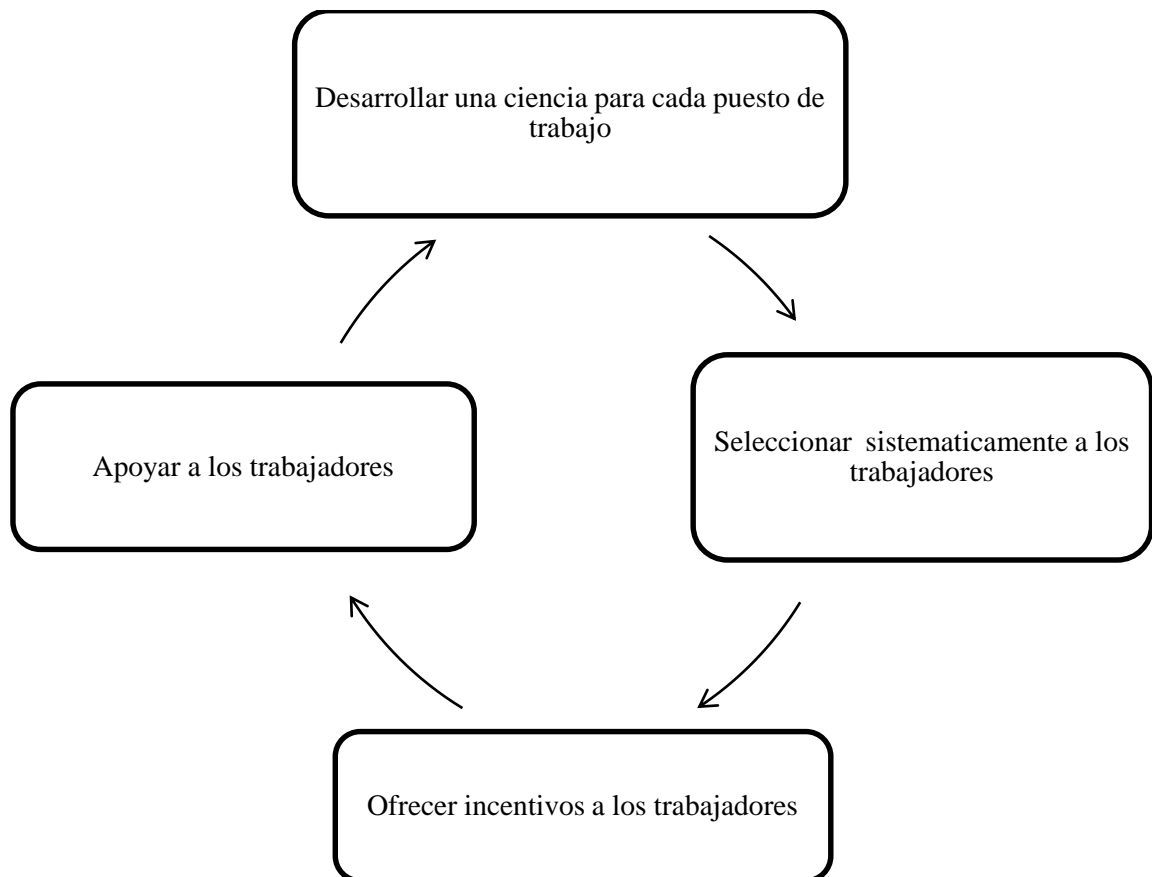 Desarrollar una ciencia para cada puesto de
trabajo
Seleccionar  sistematicamente a los
trabajadores
Ofrecer incentivos a los trabajadores
Apoyar a los trabajadores